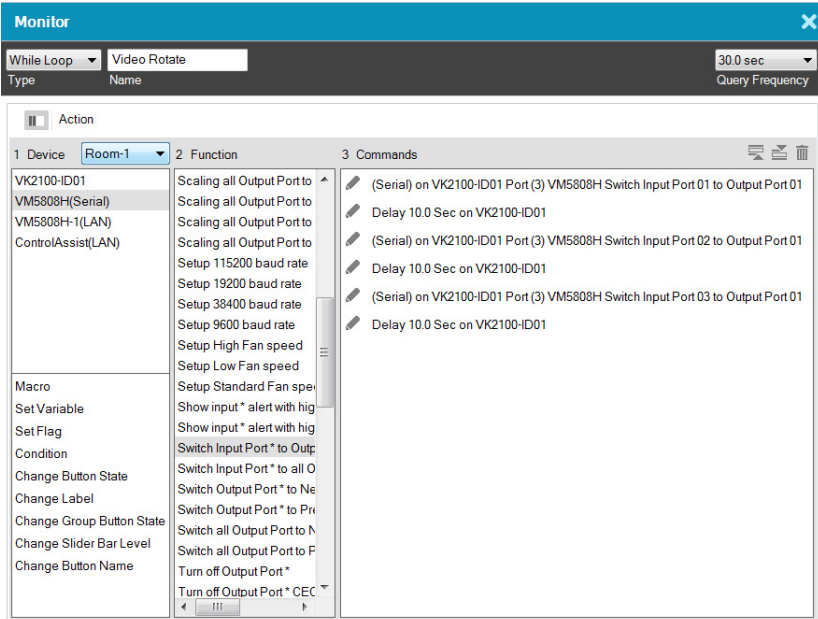 Monitor
While Loop Video Rotate 30.0 sec
Type Name Query Frequency
Action
1 Device Room-1 2 Function 3 Commands
VK2100-ID01
VM5808H(Serial)
VM5808H-1(LAN)
ControlAssist(LAN)
Macro
Set Variable
Set Flag
Condition
Change Button State
Change Label
Change Group Button State
Change Slider Bar Level
Change Button Name
Scaling all Output Port to
Scaling all Output Port to
Scaling all Output Port to
Scaling all Output Port to
Setup 115200 baud rate
Setup 19200 baud rate
Setup 38400 baud rate
Setup 9600 baud rate
Setup High Fan speed
Setup Low Fan speed
Setup Standard Fan spe
Show input * alert with hig
Show input * alert with hig
Switch Input Port * to Outp
Switch Input Port * to all O
Switch Output Port * to Ne
Switch Output Port * to Pre
Switch all Output Port to N
Switch all Output Port to P
Turn off Output Port *
Turn off Output Port * CEC
(Serial) on VK2100-ID01 Port (3) VM5808H Switch Input Port 01 to Output Port 01
Delay 10.0 Sec on VK2100-ID01
(Serial) on VK2100-ID01 Port (3) VM5808H Switch Input Port 02 to Output Port 01
Delay 10.0 Sec on VK2100-ID01
(Serial) on VK2100-ID01 Port (3) VM5808H Switch Input Port 03 to Output Port 01
Delay 10.0 Sec on VK2100-ID01